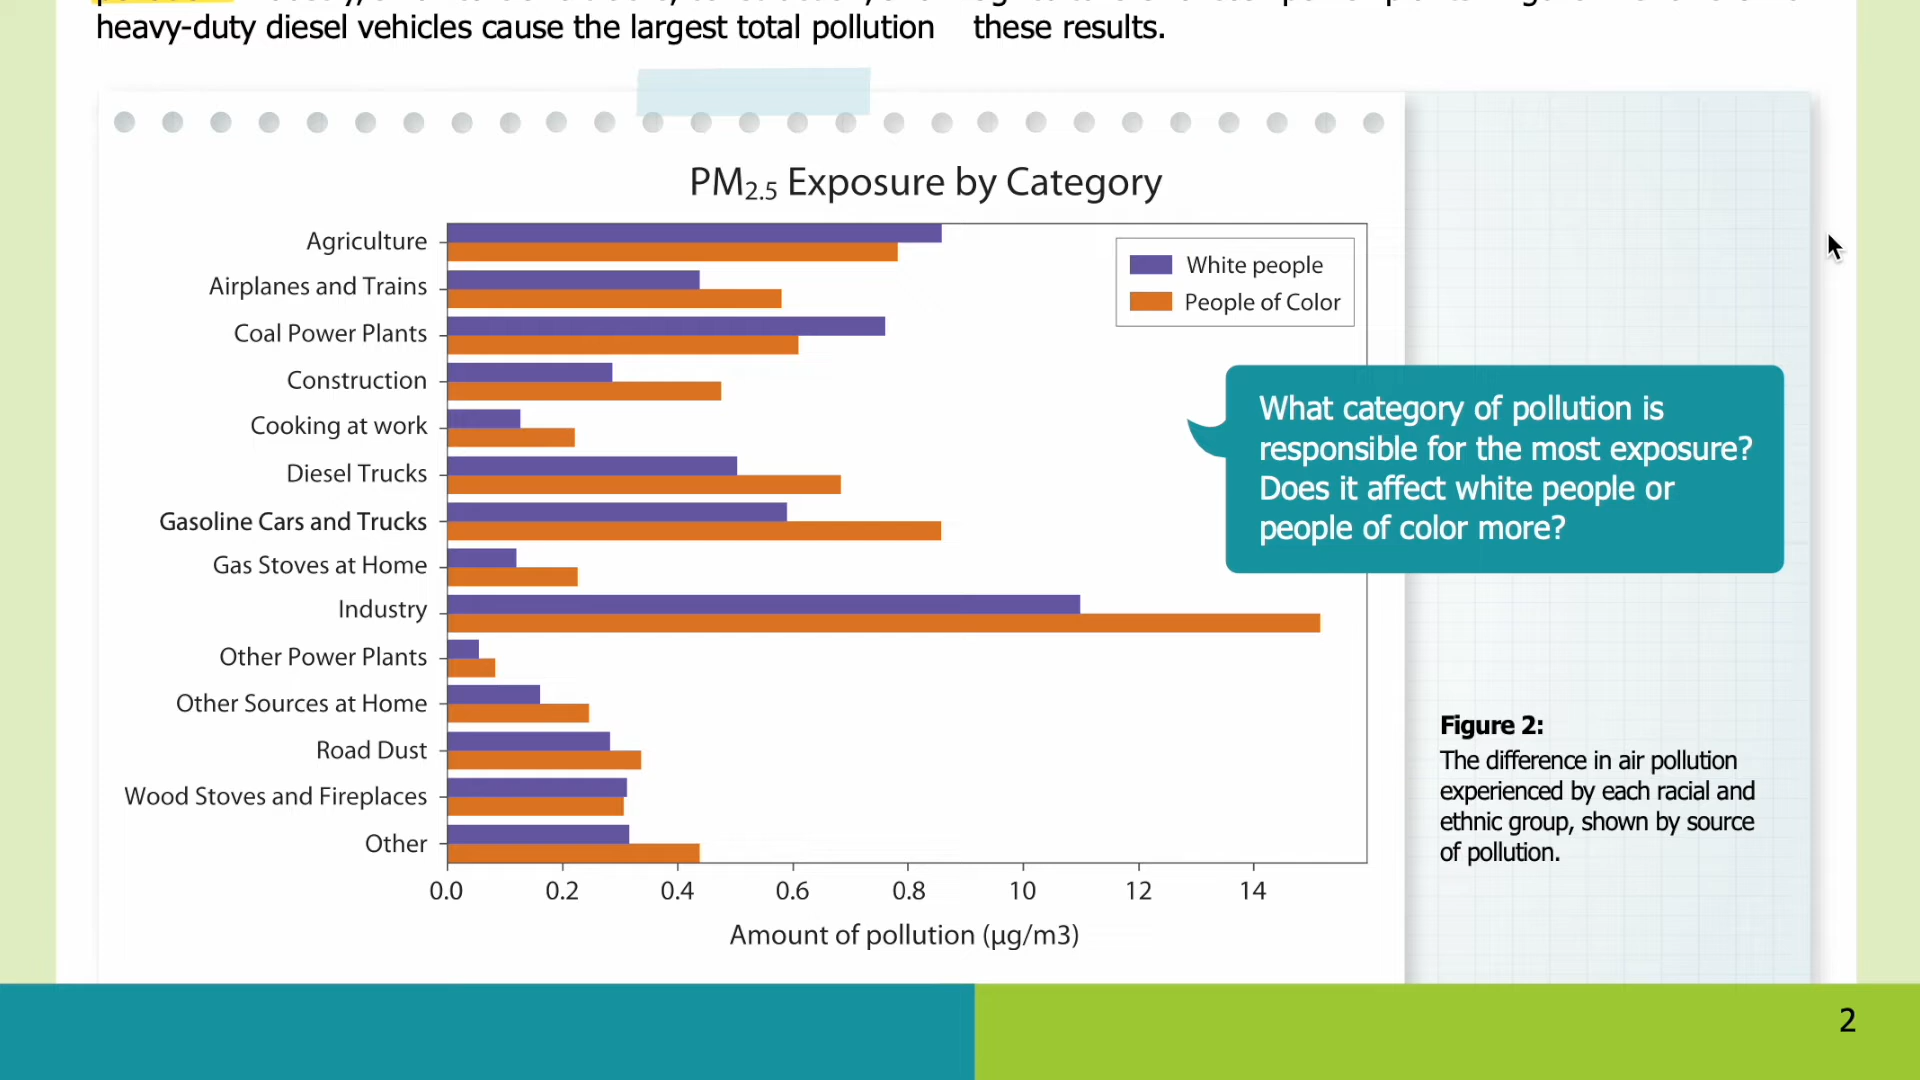 heavy-duty diesel vehicles cause the largest total pollution
these results.
PM2.5 Exposure by Category
Agriculture
Airplanes and Trains
Coal Power Plants
Construction
Cooking at work
Diesel Trucks
Gasoline Cars and Trucks
Gas Stoves at Home
Industry
Other Power Plants
Other Sources at Home
Road Dust
Wood Stoves and Fireplaces
Other
White people
People of Color
0.0 0.2 0.4 0.6 0.8 10 12 14
Amount of pollution (µg/m3)
What category of pollution is
responsible for the most exposure?
Does it affect white people or
people of color more?
Figure 2:
The difference in air pollution
experienced by each racial and
ethnic group, shown by source
of pollution.
2